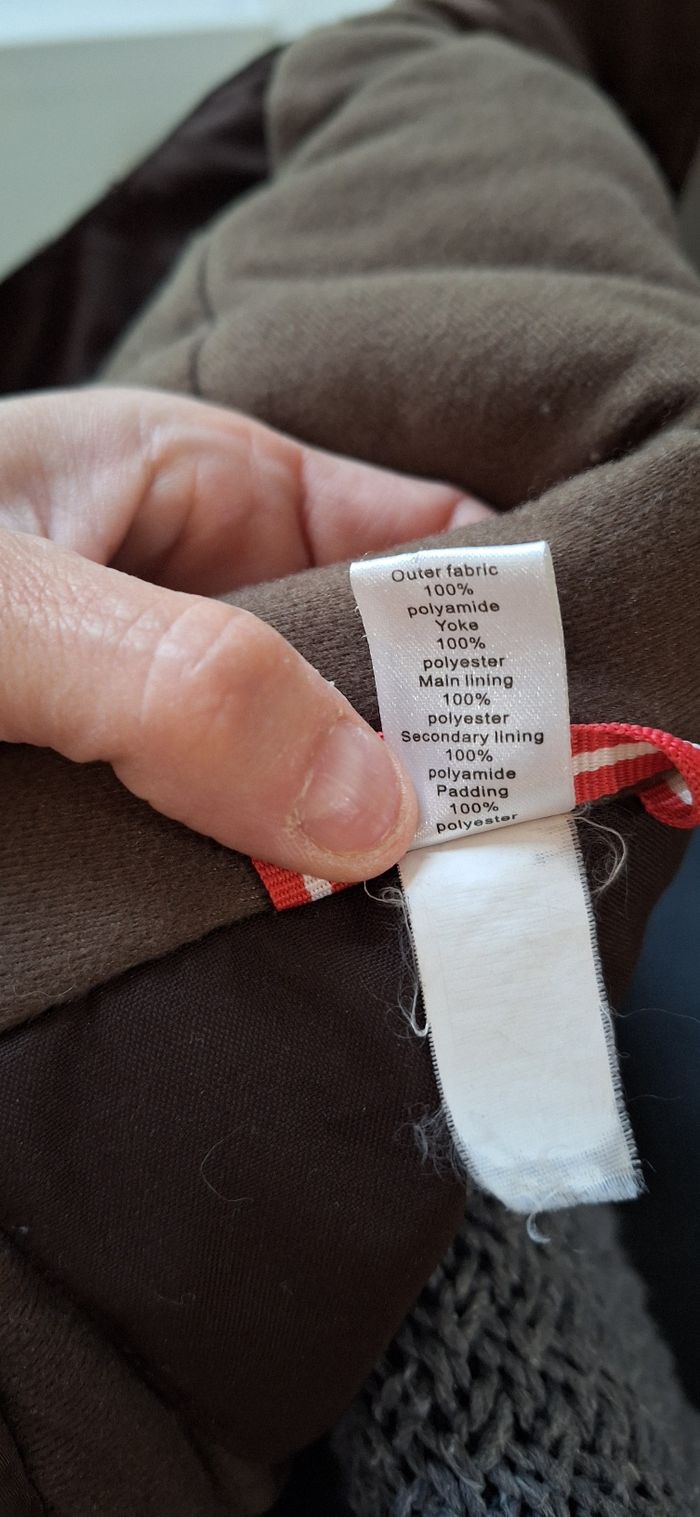 Outer fabric
100%
polyamide
Yoke
100%
polyester
Main lining
100%
polyester
Secondary lining
100%
polyamide
Padding
100%
polyester